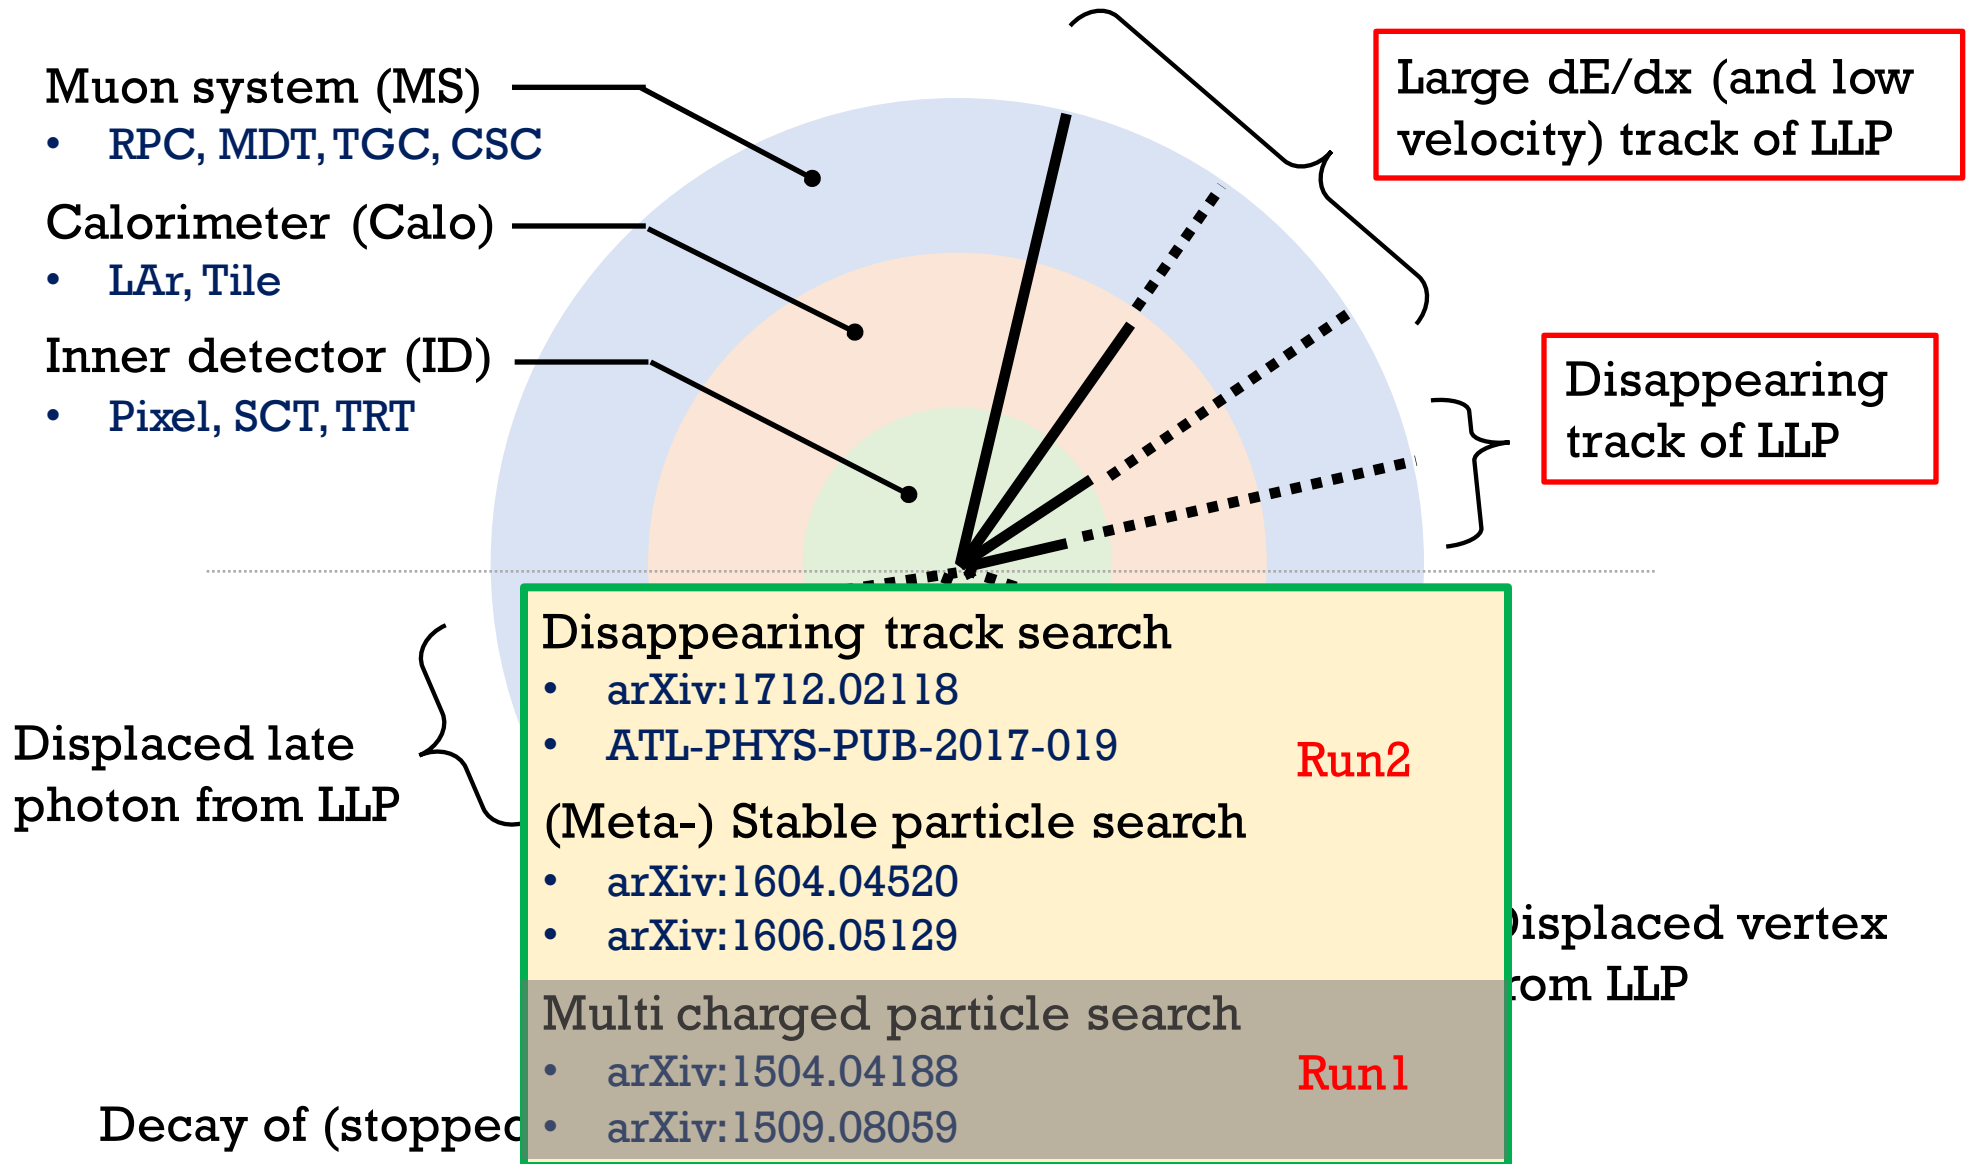 Muon system (MS)
• RPC, MDT, TGC, CSC
Calorimeter (Calo)
• LAr, Tile
Inner detector (ID)
• Pixel, SCT, TRT
Large dE/dx (and low
velocity) track of LLP
Disappearing
track of LLP
Displaced late
photon from LLP
Disappearing track search
• arXiv:1712.02118
• ATL-PHYS-PUB-2017-019
Run2
(Meta-) Stable particle search
• arXiv:1604.04520
• arXiv:1606.05129
Multi charged particle search
• arXiv:1504.04188
Run1
• arXiv:1509.08059
vertex
LLP
Decay of